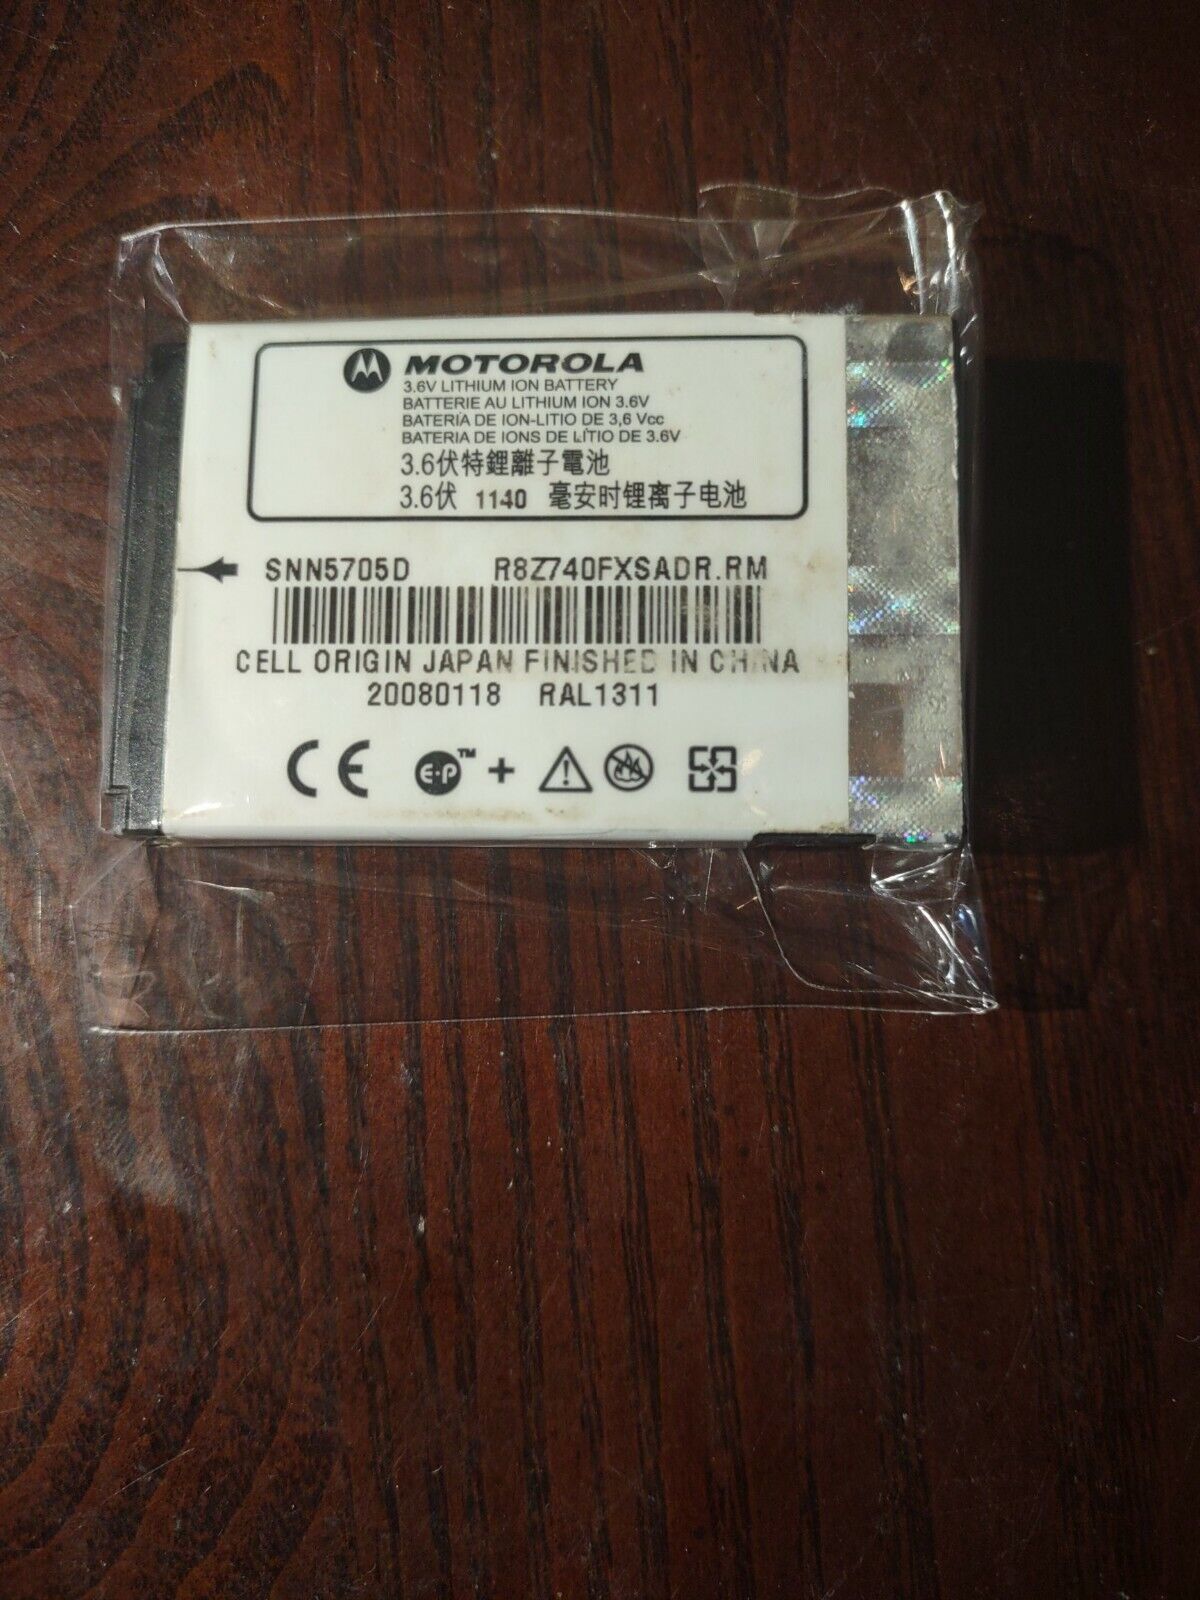 MOTOROLA
3.6V LITHIUM ION BATTERY
BATTERIE AU LITHIUM ION 3.6V
BATERÍA DE ION-LITIO DE 3,6 Vcc
BATERIA DE IONS DE LÍTIO DE 3.6V
3.6伏特鋰離子電池
3.6伏 1140 毫安时锂离子电池
SNN5705D R8Z740FXSADR.RM
CELL ORIGIN JAPAN FINISHED IN CHINA
20080118 RAL1311
CE E·P™ +